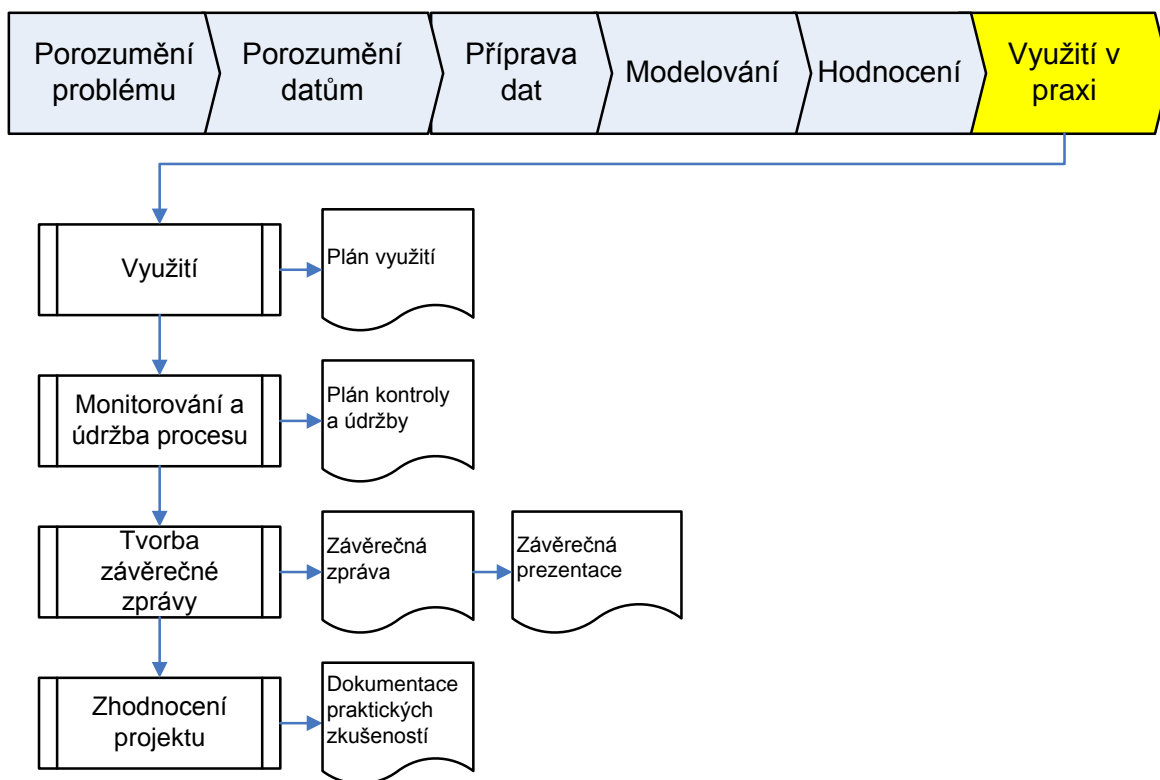 Porozumění
problému
Porozumění
datům
Příprava
dat
Modelování
Hodnocení
Využití v
praxi
Využití
Plán využití
Monitorování a
údržba procesu
Plán kontroly
a údržby
Tvorba
závěrečné
zprávy
Závěrečná
zpráva
Závěrečná
prezentace
Zhodnocení
projektu
Dokumentace
praktických
zkušeností